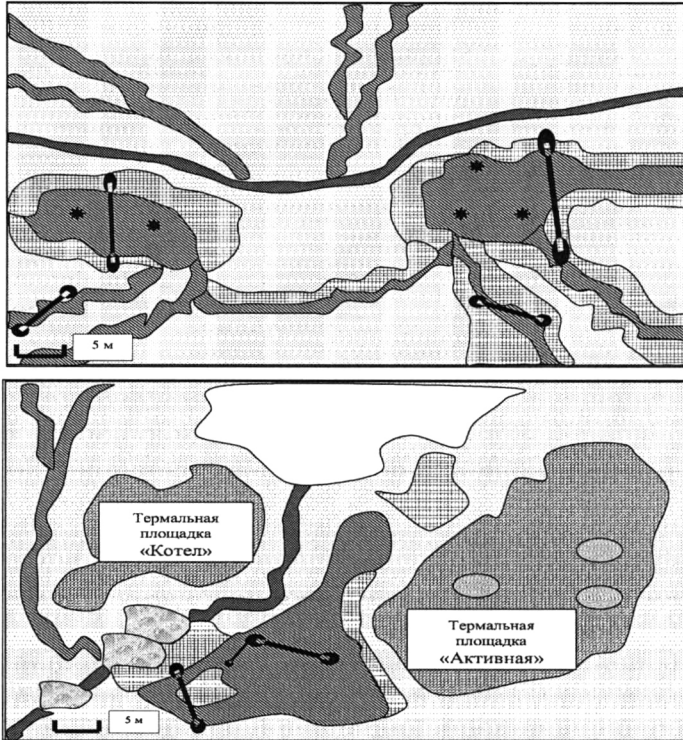 5 м
Термальная
площадка
«Котел»
Термальная
площадка
«Активная»
5 м